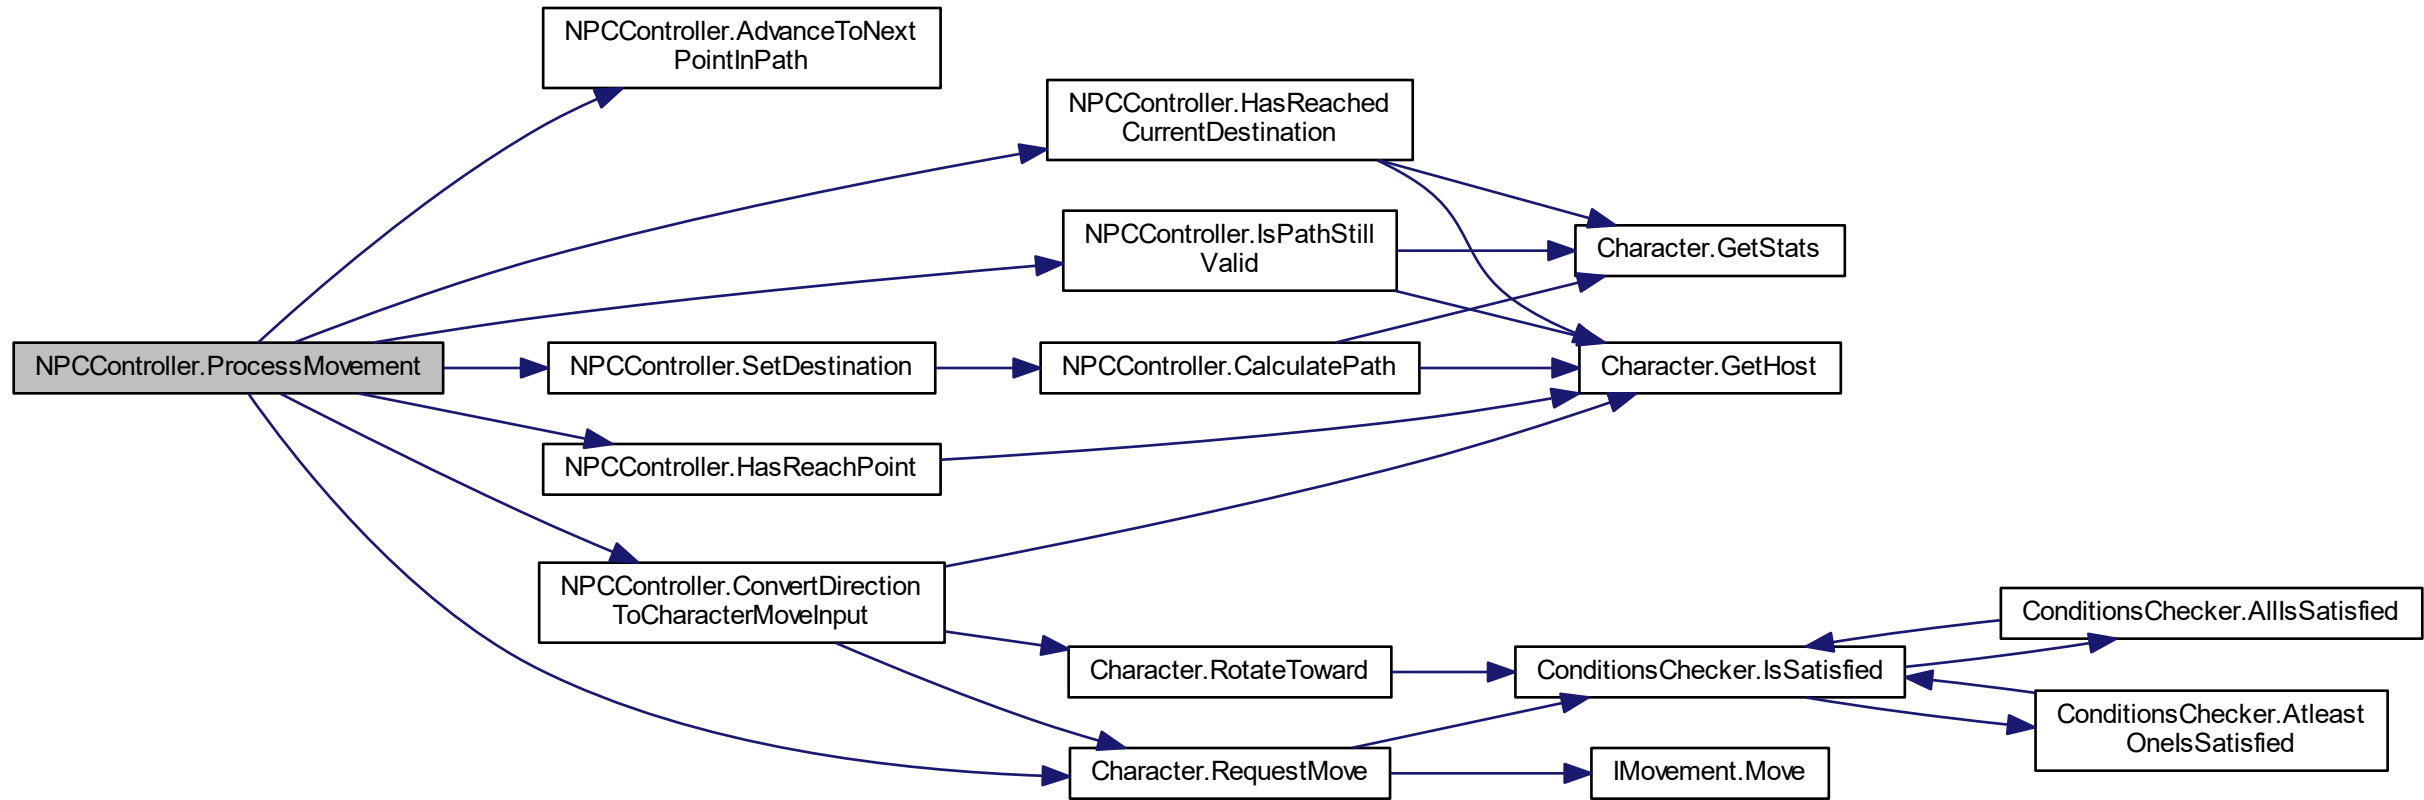 NPCController.AdvanceToNext
PointInPath
NPCController.HasReached
CurrentDestination
NPCController.IsPathStill
Valid
Character.GetStats
NPCController.ProcessMovement
NPCController.SetDestination
NPCController.CalculatePath
Character.GetHost
NPCController.HasReachPoint
NPCController.ConvertDirection
ToCharacterMoveInput
Character.RotateToward
ConditionsChecker.IsSatisfied
ConditionsChecker.AllIsSatisfied
ConditionsChecker.Atleast
OneIsSatisfied
Character.RequestMove
IMovement.Move